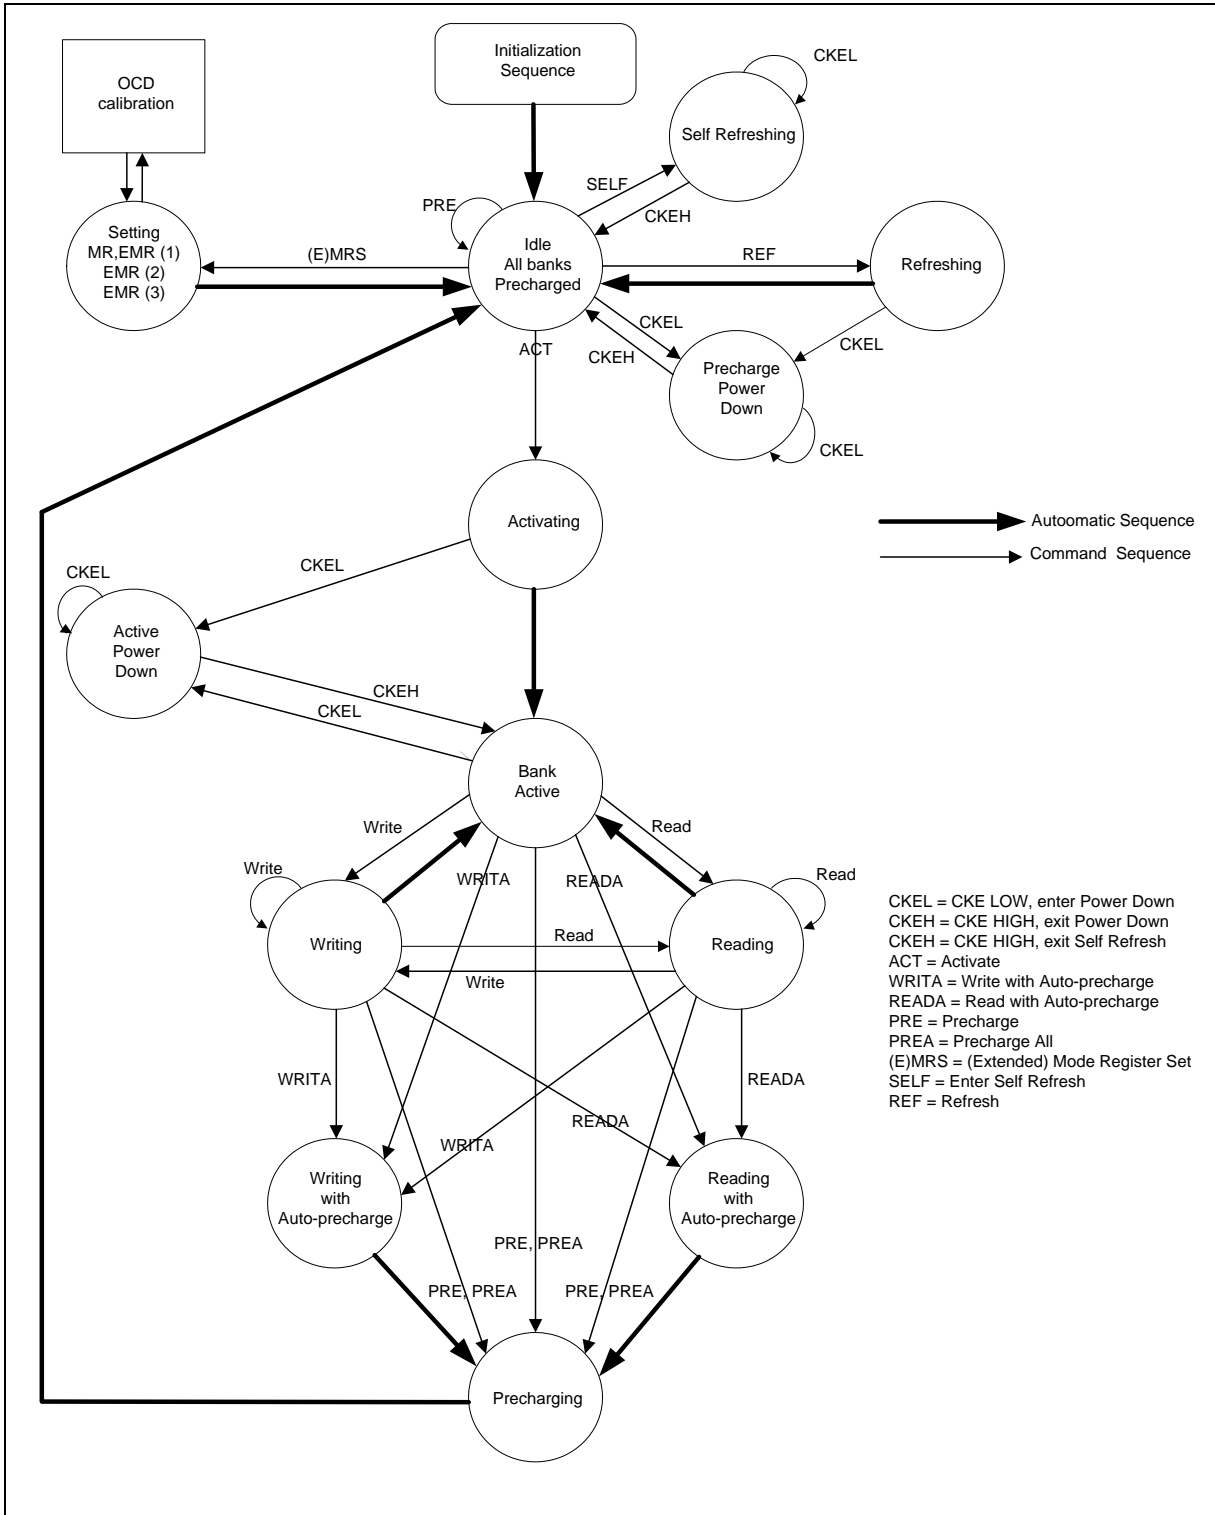 Initialization
Sequence
OCD
calibration
CKEL
Self Refreshing
SELF
CKEH
PRE
Setting
MR,EMR (1)
EMR (2)
EMR (3)
(E)MRS
Idle
All banks
Precharged
REF
Refreshing
CKEL
CKEH
ACT
CKEL
Precharge
Power
Down
CKEL
Activating
Autoomatic Sequence
Command Sequence
CKEL
CKEL
Active
Power
Down
CKEH
CKEL
Bank
Active
Write
Read
Write
WRITA
READA
Read
Writing
Read
Reading
Write
CKEL = CKE LOW, enter Power Down
CKEH = CKE HIGH, exit Power Down
CKEH = CKE HIGH, exit Self Refresh
ACT = Activate
WRITA = Write with Auto-precharge
READA = Read with Auto-precharge
PRE = Precharge
PREA = Precharge All
(E)MRS = (Extended) Mode Register Set
SELF = Enter Self Refresh
REF = Refresh
WRITA
READA
READA
WRITA
Writing
with
Auto-precharge
Reading
with
Auto-precharge
PRE, PREA
PRE, PREA
PRE, PREA
Precharging